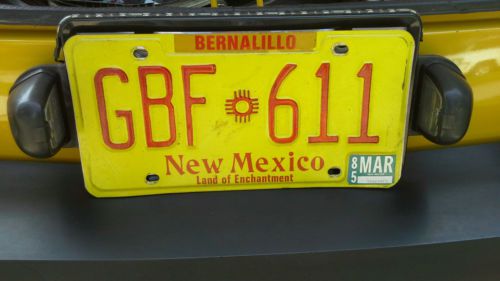 BERNALILLO
GBF 611
New Mexico
Land of Enchantment
85 MAR